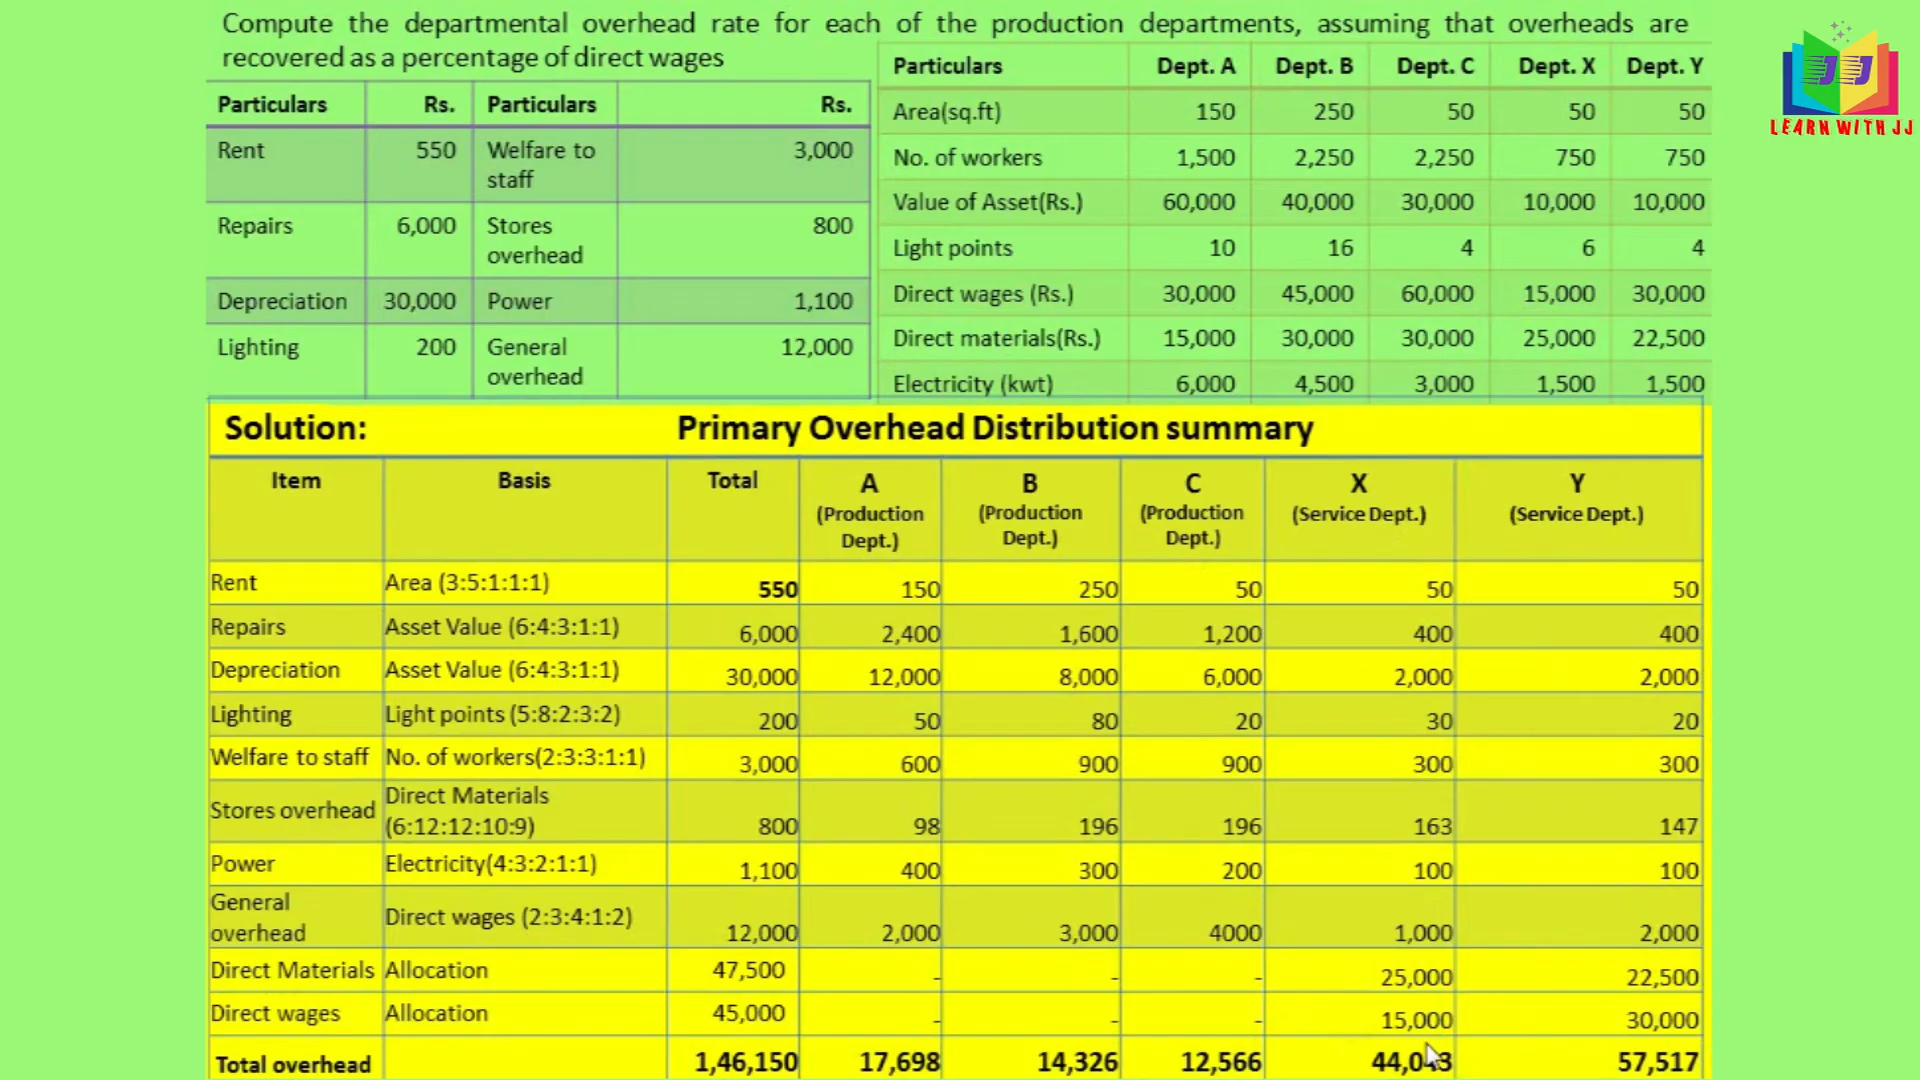 Compute the departmental overhead rate for each of the production departments, assuming that overheads are
recovered as a percentage of direct wages
Particulars Rs. Particulars Rs.
Rent 550 Welfare to staff 3,000
Repairs 6,000 Stores overhead 800
Depreciation 30,000 Power 1,100
Lighting 200 General overhead 12,000
Particulars Dept. A Dept. B Dept. C Dept. X Dept. Y
Area(sq.ft) 150 250 50 50 50
No. of workers 1,500 2,250 2,250 750 750
Value of Asset(Rs.) 60,000 40,000 30,000 10,000 10,000
Light points 10 16 4 6 4
Direct wages (Rs.) 30,000 45,000 60,000 15,000 30,000
Direct materials(Rs.) 15,000 30,000 30,000 25,000 22,500
Electricity (kwt) 6,000 4,500 3,000 1,500 1,500
JJ
LEARN WITH JJ
Solution: Primary Overhead Distribution summary
Item Basis Total A (Production Dept.) B (Production Dept.) C (Production Dept.) X (Service Dept.) Y (Service Dept.)
Rent Area (3:5:1:1:1) 550 150 250 50 50 50
Repairs Asset Value (6:4:3:1:1) 6,000 2,400 1,600 1,200 400 400
Depreciation Asset Value (6:4:3:1:1) 30,000 12,000 8,000 6,000 2,000 2,000
Lighting Light points (5:8:2:3:2) 200 50 80 20 30 20
Welfare to staff No. of workers(2:3:3:1:1) 3,000 600 900 900 300 300
Stores overhead Direct Materials (6:12:12:10:9) 800 98 196 196 163 147
Power Electricity(4:3:2:1:1) 1,100 400 300 200 100 100
General overhead Direct wages (2:3:4:1:2) 12,000 2,000 3,000 4000 1,000 2,000
Direct Materials Allocation 47,500 - - - 25,000 22,500
Direct wages Allocation 45,000 - - - 15,000 30,000
Total overhead 1,46,150 17,698 14,326 12,566 44,043 57,517